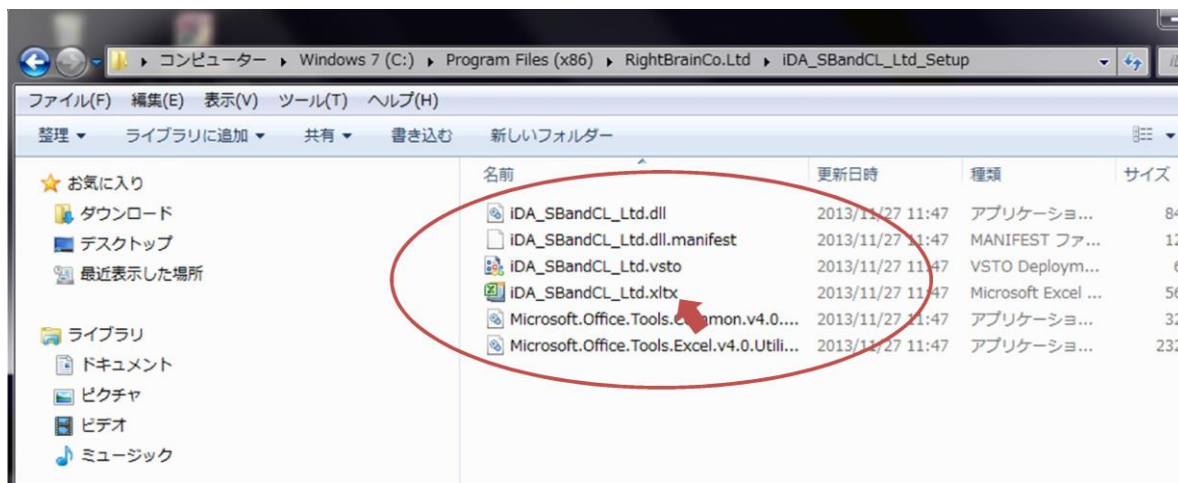 コンピューター ▸ Windows 7 (C:) ▸ Program Files (x86) ▸ RightBrainCo.Ltd ▸ iDA_SBandCL_Ltd_Setup
ファイル(F) 編集(E) 表示(V) ツール(T) ヘルプ(H)
整理 ライブラリに追加 共有 書き込む 新しいフォルダー
お気に入り
ダウンロード
デスクトップ
最近表示した場所
ライブラリ
ドキュメント
ピクチャ
ビデオ
ミュージック
名前 更新日時 種類 サイズ
iDA_SBandCL_Ltd.dll 2013/11/27 11:47 アプリケーショ... 84
iDA_SBandCL_Ltd.dll.manifest 2013/11/27 11:47 MANIFEST ファ... 12
iDA_SBandCL_Ltd.vsto 2013/11/27 11:47 VSTO Deploym... 6
iDA_SBandCL_Ltd.xltx 2013/11/27 11:47 Microsoft Excel ... 56
Microsoft.Office.Tools.Common.v4.0.... 2013/11/27 11:47 アプリケーショ... 32
Microsoft.Office.Tools.Excel.v4.0.Utili... 2013/11/27 11:47 アプリケーショ... 232